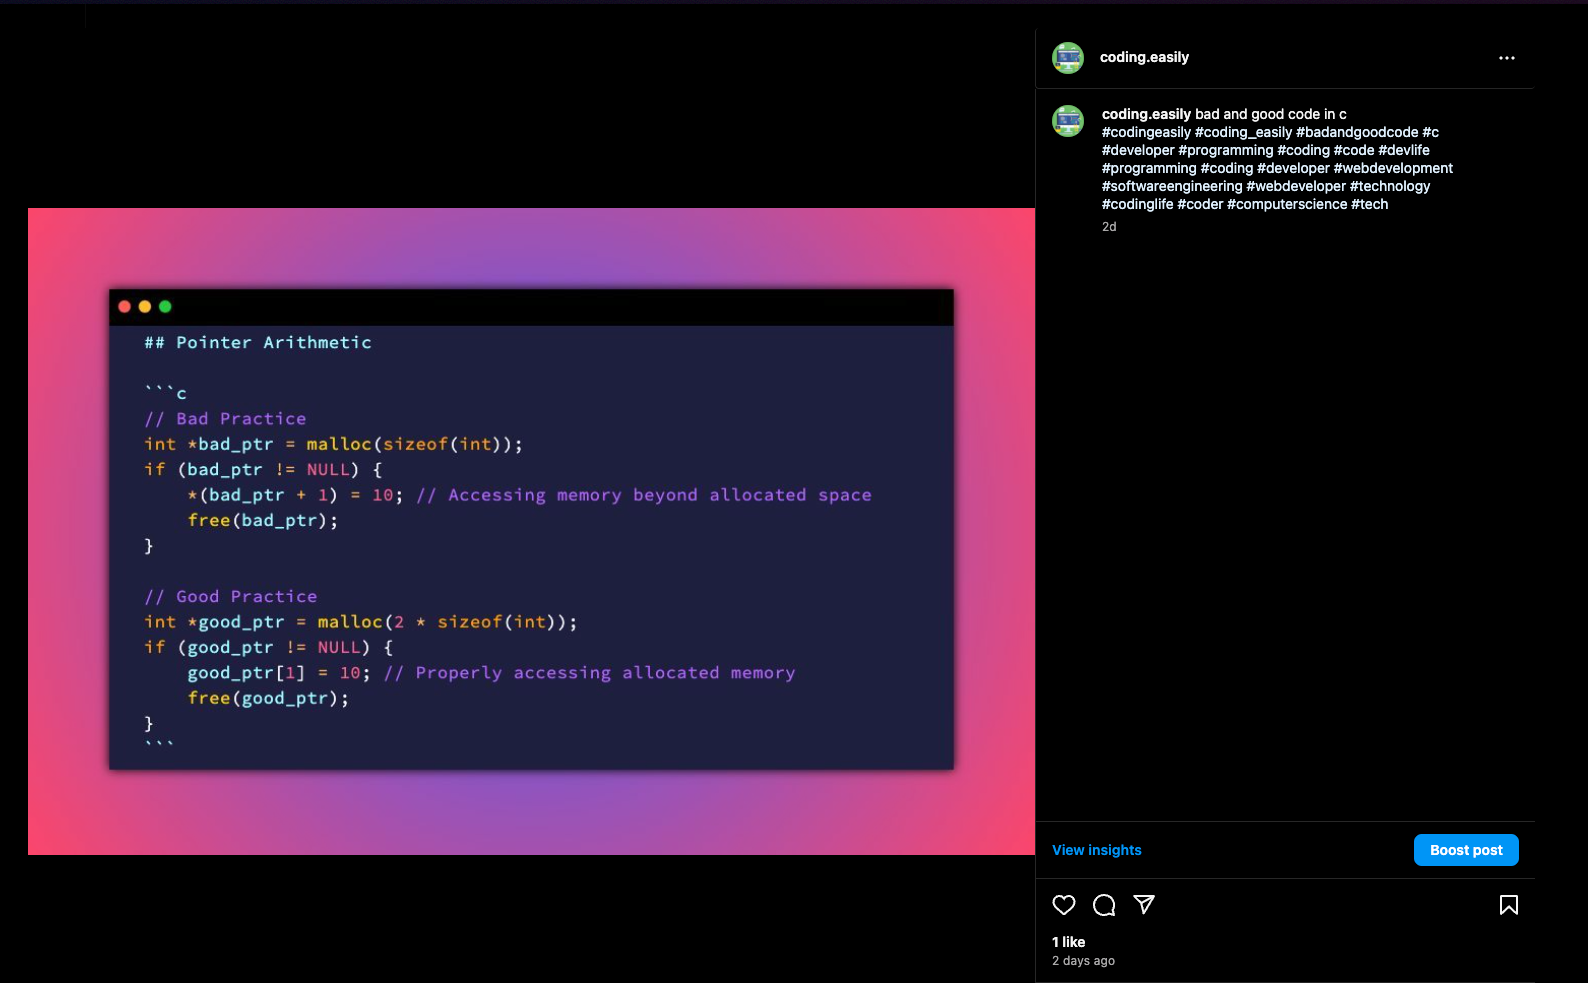 ## Pointer Arithmetic
```c
// Bad Practice
int *bad_ptr = malloc(sizeof(int));
if (bad_ptr != NULL) {
    *(bad_ptr + 1) = 10; // Accessing memory beyond allocated space
    free(bad_ptr);
}
// Good Practice
int *good_ptr = malloc(2 * sizeof(int));
if (good_ptr != NULL) {
    good_ptr[1] = 10; // Properly accessing allocated memory
    free(good_ptr);
}
```
coding.easily
coding.easily bad and good code in c
#codingeasily #coding_easily #badandgoodcode #c
#developer #programming #coding #code #devlife
#programming #coding #developer #webdevelopment
#softwareengineering #webdeveloper #technology
#codinglife #coder #computerscience #tech
2d
View insights
Boost post
1 like
2 days ago